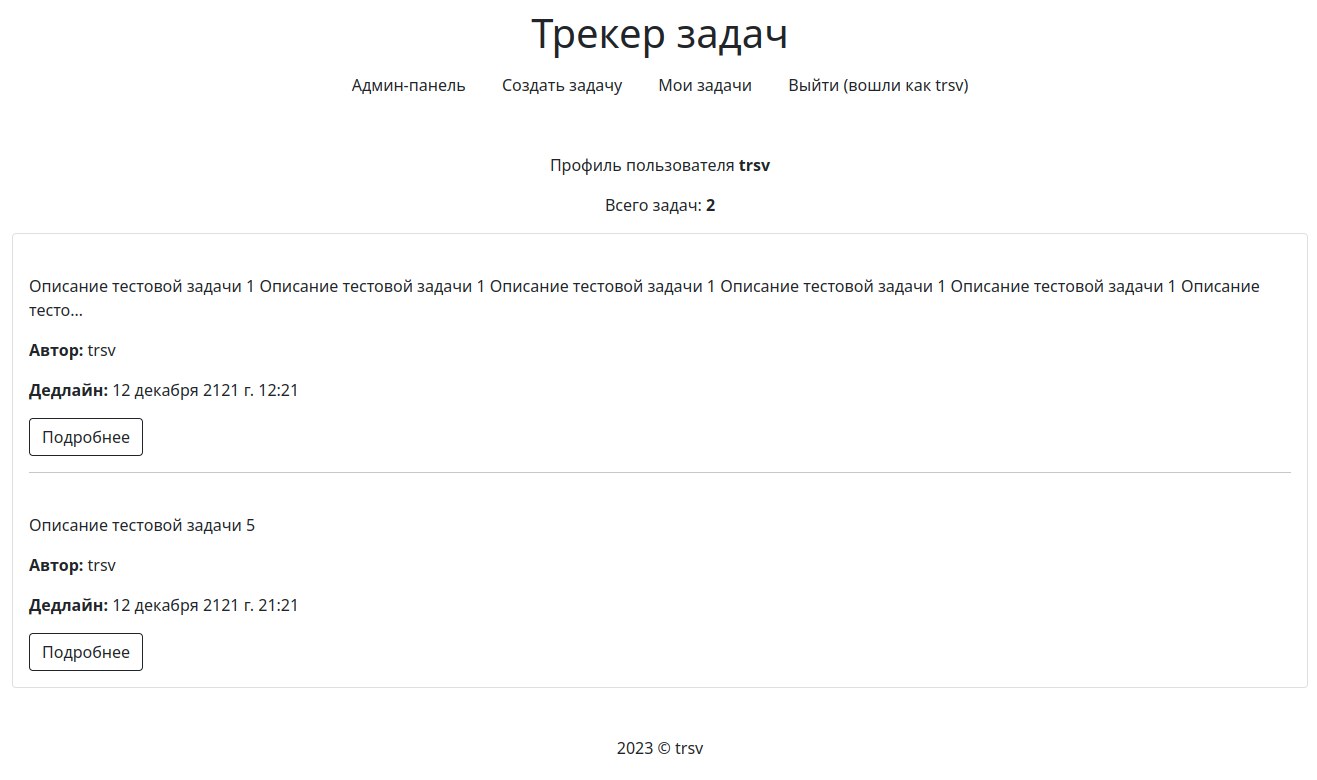 Трекер задач
Админ-панель Создать задачу Мои задачи Выйти (вошли как trsv)
Профиль пользователя trsv
Всего задач: 2
Описание тестовой задачи 1 Описание тестовой задачи 1 Описание тестовой задачи 1 Описание тестовой задачи 1 Описание тестовой задачи 1 Описание
тесто...
Автор: trsv
Дедлайн: 12 декабря 2121 г. 12:21
Подробнее
Описание тестовой задачи 5
Автор: trsv
Дедлайн: 12 декабря 2121 г. 21:21
Подробнее
2023 © trsv